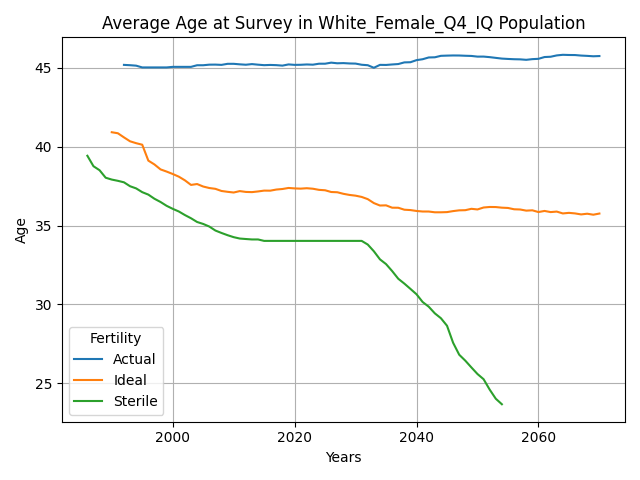 Average Age at Survey in White_Female_Q4_IQ Population
45
40
35
30
25
Age
Fertility
Actual
Ideal
Sterile
2000 2020 2040 2060
Years